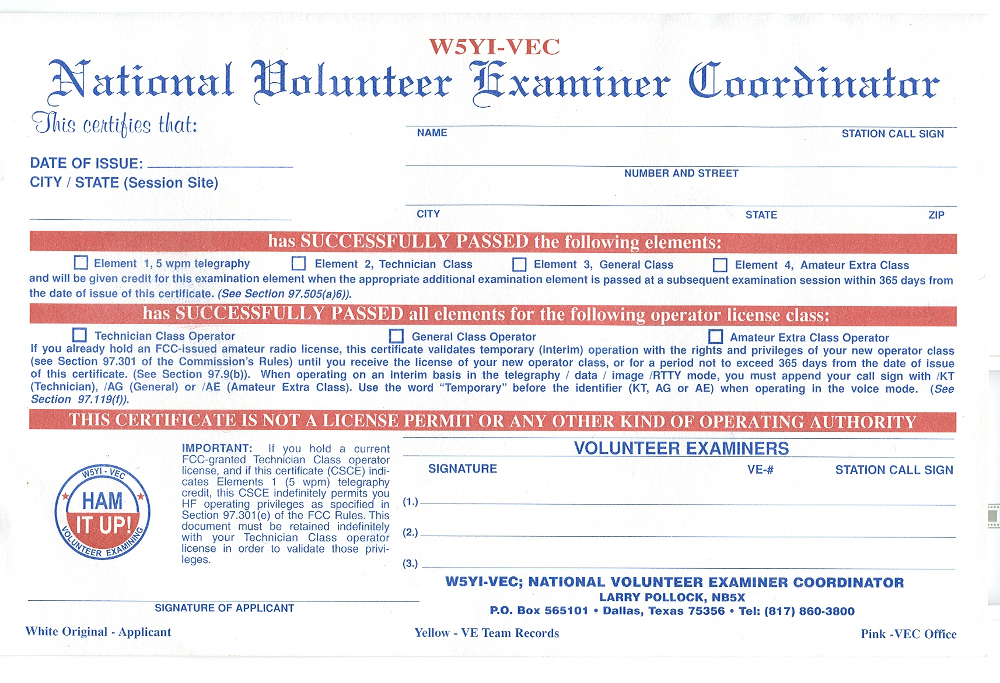 W5YI-VEC
National Volunteer Examiner Coordinator
This certifies that:
NAME STATION CALL SIGN
DATE OF ISSUE:
NUMBER AND STREET
CITY / STATE (Session Site)
CITY STATE ZIP
has SUCCESSFULLY PASSED the following elements:
Element 1, 5 wpm telegraphy Element 2, Technician Class Element 3, General Class Element 4, Amateur Extra Class
and will be given credit for this examination element when the appropriate additional examination element is passed at a subsequent examination session within 365 days from
the date of issue of this certificate. (See Section 97.505(a)6)).
has SUCCESSFULLY PASSED all elements for the following operator license class:
Technician Class Operator General Class Operator Amateur Extra Class Operator
If you already hold an FCC-issued amateur radio license, this certificate validates temporary (interim) operation with the rights and privileges of your new operator class
(see Section 97.301 of the Commission's Rules) until you receive the license of your new operator class, or for a period not to exceed 365 days from the date of issue
of this certificate. (See Section 97.9(b)). When operating on an interim basis in the telegraphy / data / image /RTTY mode, you must append your call sign with /KT
(Technician), /AG (General) or /AE (Amateur Extra Class). Use the word “Temporary” before the identifier (KT, AG or AE) when operating in the voice mode. (See
Section 97.119(f)).
THIS CERTIFICATE IS NOT A LICENSE PERMIT OR ANY OTHER KIND OF OPERATING AUTHORITY
W5YI - VEC
HAM
IT UP!
VOLUNTEER EXAMINING
IMPORTANT: If you hold a current
FCC-granted Technician Class operator
license, and if this certificate (CSCE) indi-
cates Elements 1 (5 wpm) telegraphy
credit, this CSCE indefinitely permits you
HF operating privileges as specified in
Section 97.301(e) of the FCC Rules. This
document must be retained indefinitely
with your Technician Class operator
license in order to validate those privi-
leges.
VOLUNTEER EXAMINERS
SIGNATURE VE-# STATION CALL SIGN
(1.)
(2.)
(3.)
W5YI-VEC; NATIONAL VOLUNTEER EXAMINER COORDINATOR
LARRY POLLOCK, NB5X
P.O. Box 565101 • Dallas, Texas 75356 • Tel: (817) 860-3800
SIGNATURE OF APPLICANT
White Original - Applicant Yellow - VE Team Records Pink -VEC Office